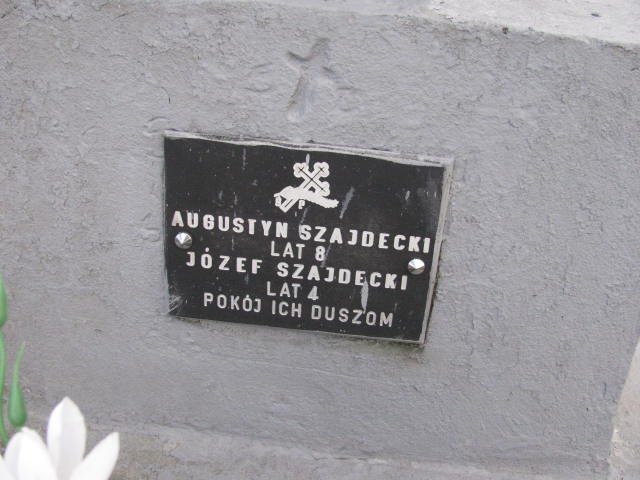 Ś P
AUGUSTYN SZAJDECKI
LAT 8
JÓZEF SZAJDECKI
LAT 4
POKÓJ ICH DUSZOM